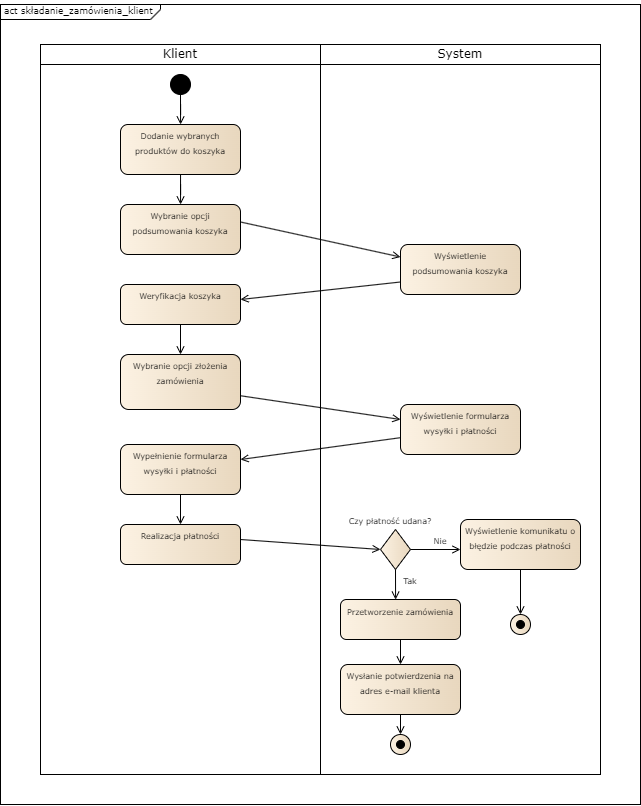 act składanie_zamówienia_klient
Klient
System
Dodanie wybranych
produktów do koszyka
Wybranie opcji
podsumowania koszyka
Wyświetlenie
podsumowania koszyka
Weryfikacja koszyka
Wybranie opcji złożenia
zamówienia
Wyświetlenie formularza
wysyłki i płatności
Wypełnienie formularza
wysyłki i płatności
Realizacja płatności
Czy płatność udana?
Nie
Wyświetlenie komunikatu o
błędzie podczas płatności
Tak
Przetworzenie zamówienia
Wysłanie potwierdzenia na
adres e-mail klienta